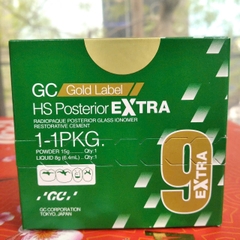 GC Gold Label
HS Posterior EXTRA
RADIOPAQUE POSTERIOR GLASS IONOMER
RESTORATIVE CEMENT
1-1PKG.
POWDER 15g ........ Qty:1
LIQUID 8g (6.4mL) .. Qty:1
9
EXTRA
GC
GC CORPORATION
TOKYO, JAPAN